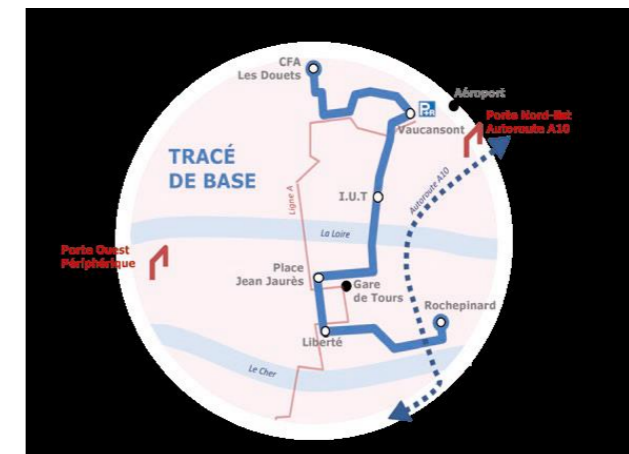 CFA
Les Douets
P+R
Aéroport
Vaucansont
Porte Nord-Est
Autoroute A10
TRACÉ
DE BASE
Ligne A
I.U.T
Autoroute A10
La Loire
Porte Ouest
Périphérique
Place
Jean Jaurès
Gare
de Tours
Rochepinard
Liberté
Le Cher